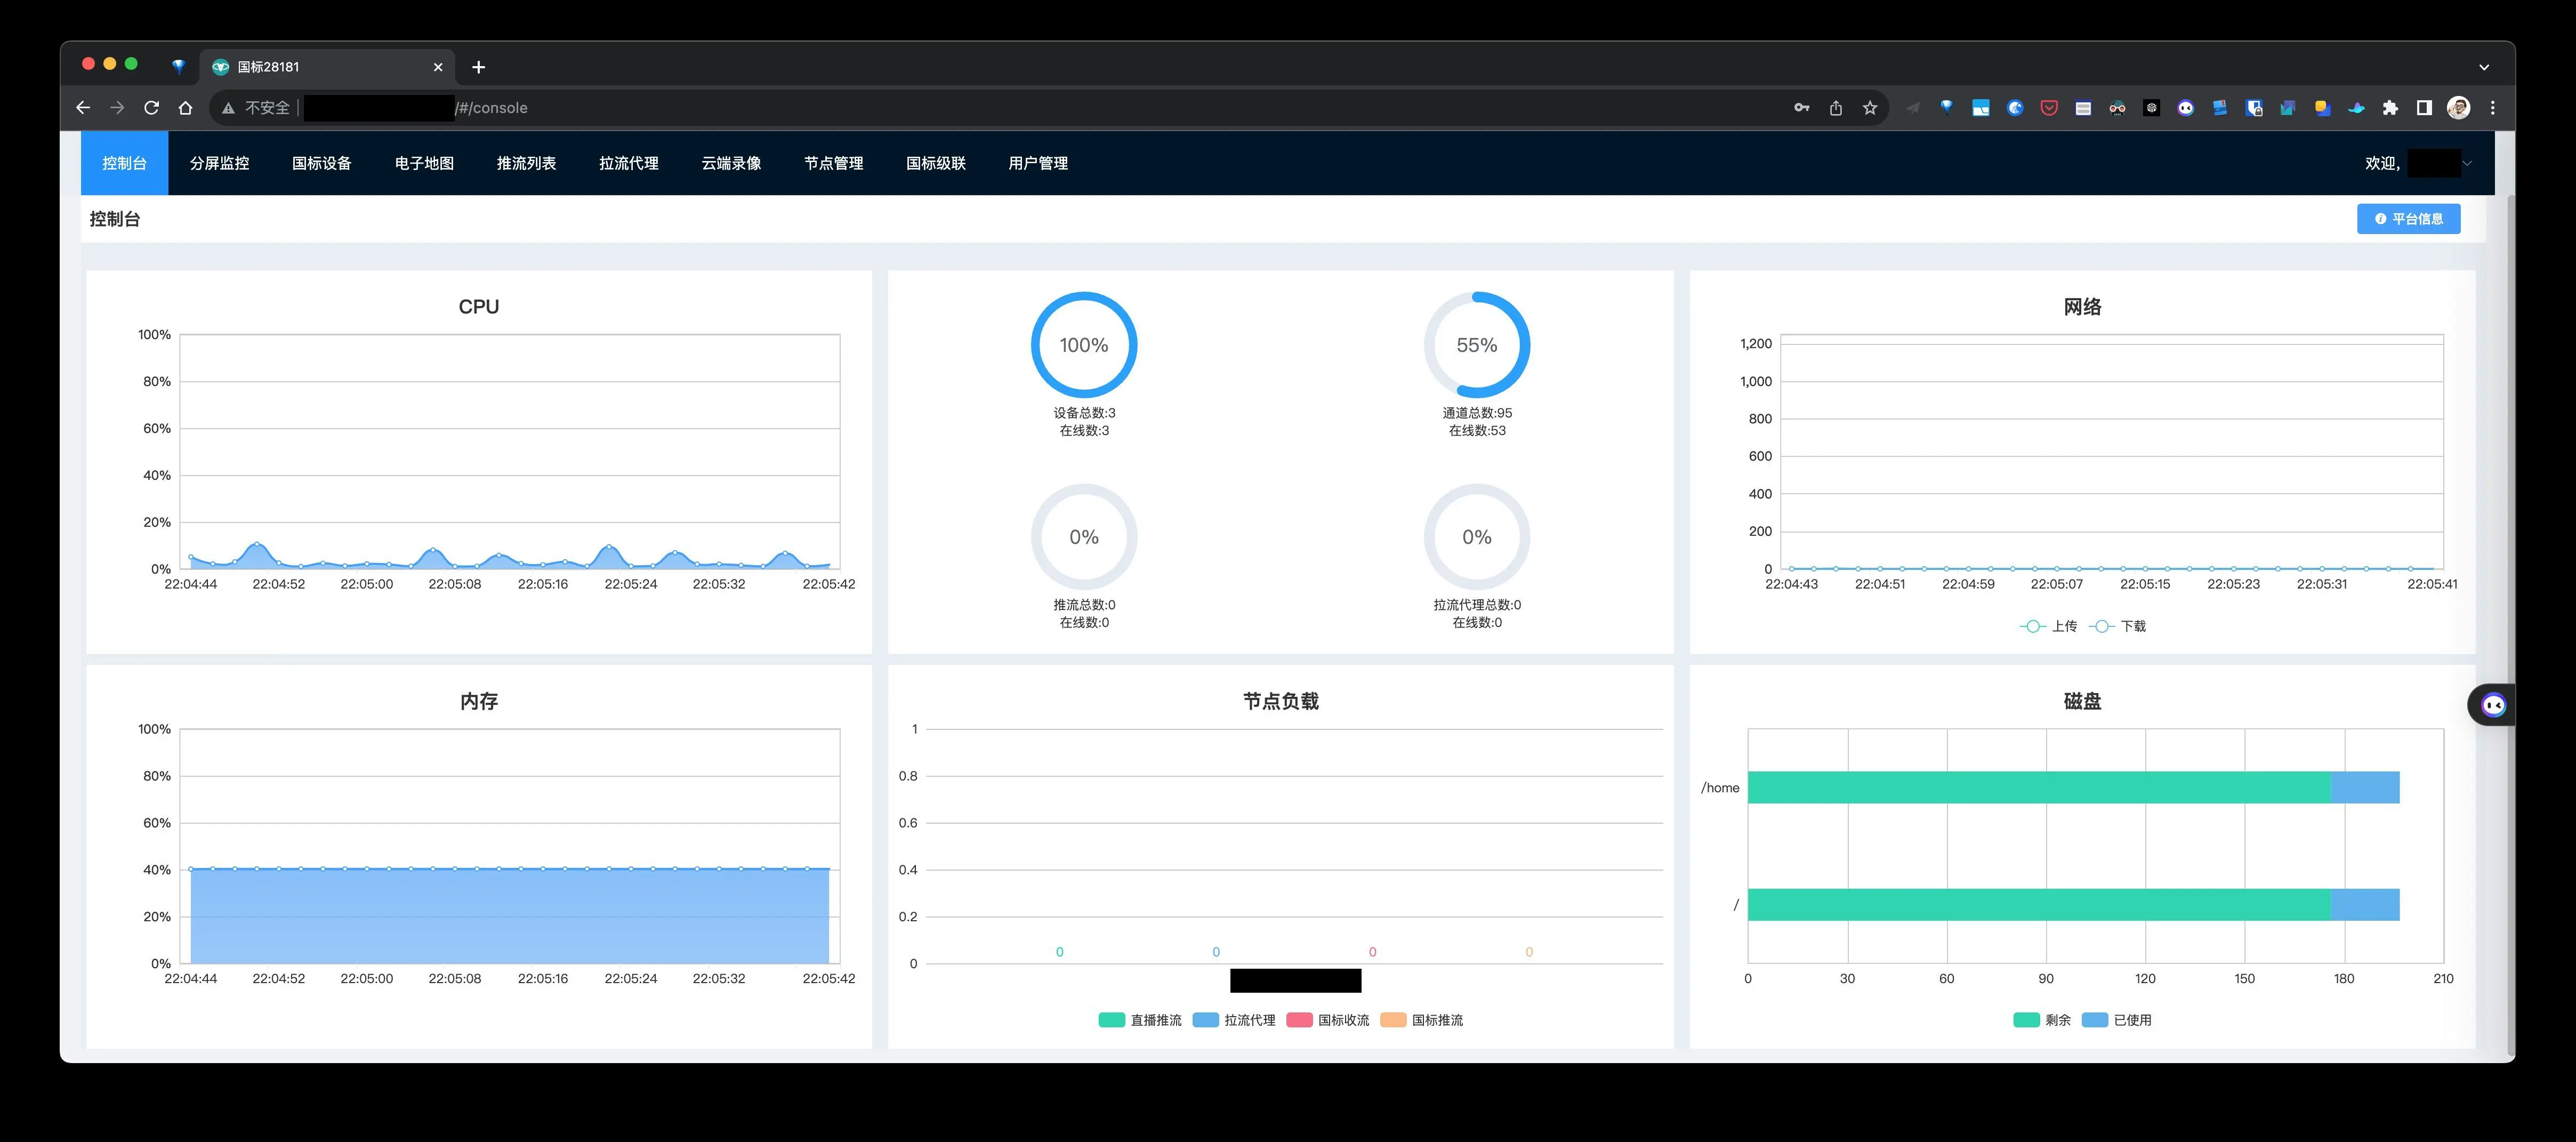 国标28181
不安全 /#/console
控制台 分屏监控 国标设备 电子地图 推流列表 拉流代理 云端录像 节点管理 国标级联 用户管理 欢迎,
控制台 平台信息
CPU
100%
80%
60%
40%
20%
0%
22:04:44 22:04:52 22:05:00 22:05:08 22:05:16 22:05:24 22:05:32 22:05:42
100%
设备总数:3
在线数:3
55%
通道总数:95
在线数:53
0%
推流总数:0
在线数:0
0%
拉流代理总数:0
在线数:0
网络
1,200
1,000
800
600
400
200
0
22:04:43 22:04:51 22:04:59 22:05:07 22:05:15 22:05:23 22:05:31 22:05:41
上传 下载
内存
100%
80%
60%
40%
20%
0%
22:04:44 22:04:52 22:05:00 22:05:08 22:05:16 22:05:24 22:05:32 22:05:42
节点负载
1
0.8
0.6
0.4
0.2
0
0 0 0 0
直播推流 拉流代理 国标收流 国标推流
磁盘
/home
/
0 30 60 90 120 150 180 210
剩余 已使用